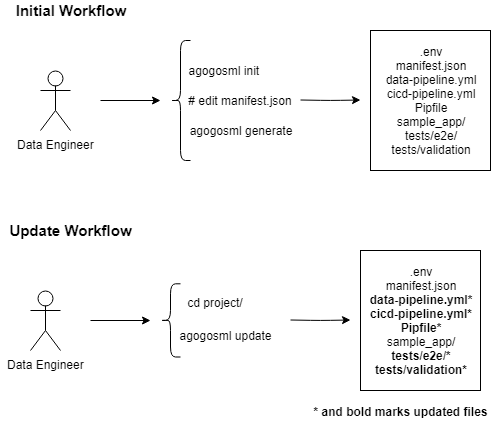 Initial Workflow
agogosml init
# edit manifest.json
agogosml generate
Data Engineer
.env
manifest.json
data-pipeline.yml
cicd-pipeline.yml
Pipfile
sample_app/
tests/e2e/
tests/validation
Update Workflow
cd project/
agogosml update
Data Engineer
.env
manifest.json
data-pipeline.yml*
cicd-pipeline.yml*
Pipfile*
sample_app/
tests/e2e/*
tests/validation*
* and bold marks updated files